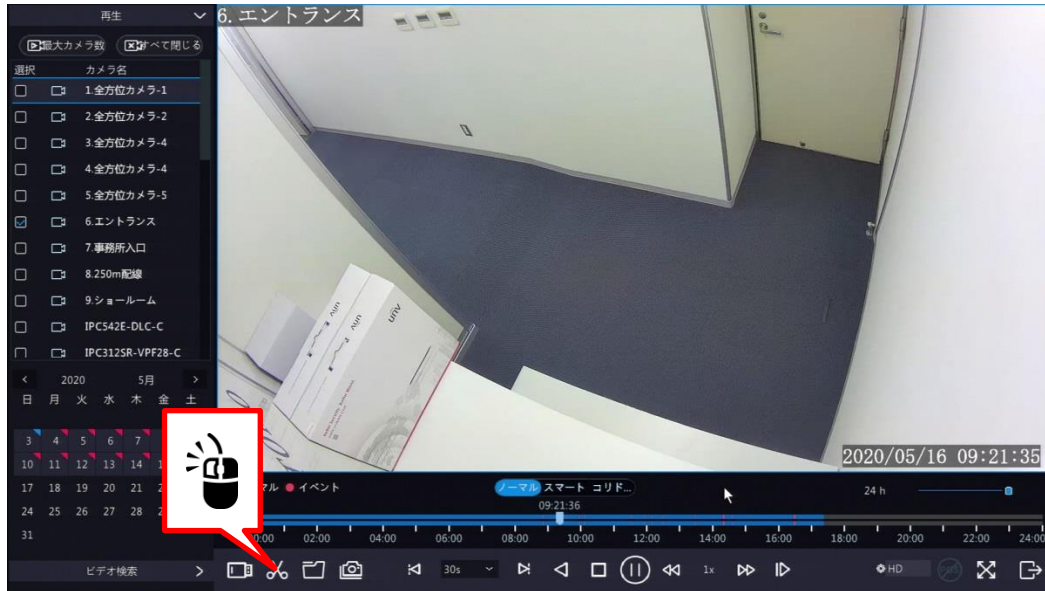 再生
6. エントランス
最大カメラ数 すべて閉じる
選択 カメラ名
1.全方位カメラ-1
2.全方位カメラ-2
3.全方位カメラ-4
4.全方位カメラ-4
5.全方位カメラ-5
6.エントランス
7.事務所入口
8.250m配線
9.ショールーム
IPC542E-DLC-C
IPC312SR-VPF28-C
< 2020 5月 >
日 月 火 水 木 金 土
3 4 5 6 7
10 11 12 13 14
17 18 19 20 21
24 25 26 27 28
31
ビデオ検索 >
unv unv unv
2020/05/16 09:21:35
マル イベント
ノーマル スマート コリド...
24 h
09:21:36
02:00 04:00 06:00 08:00 10:00 12:00 14:00 16:00 18:00 20:00 22:00 24:00
30s 1x HD